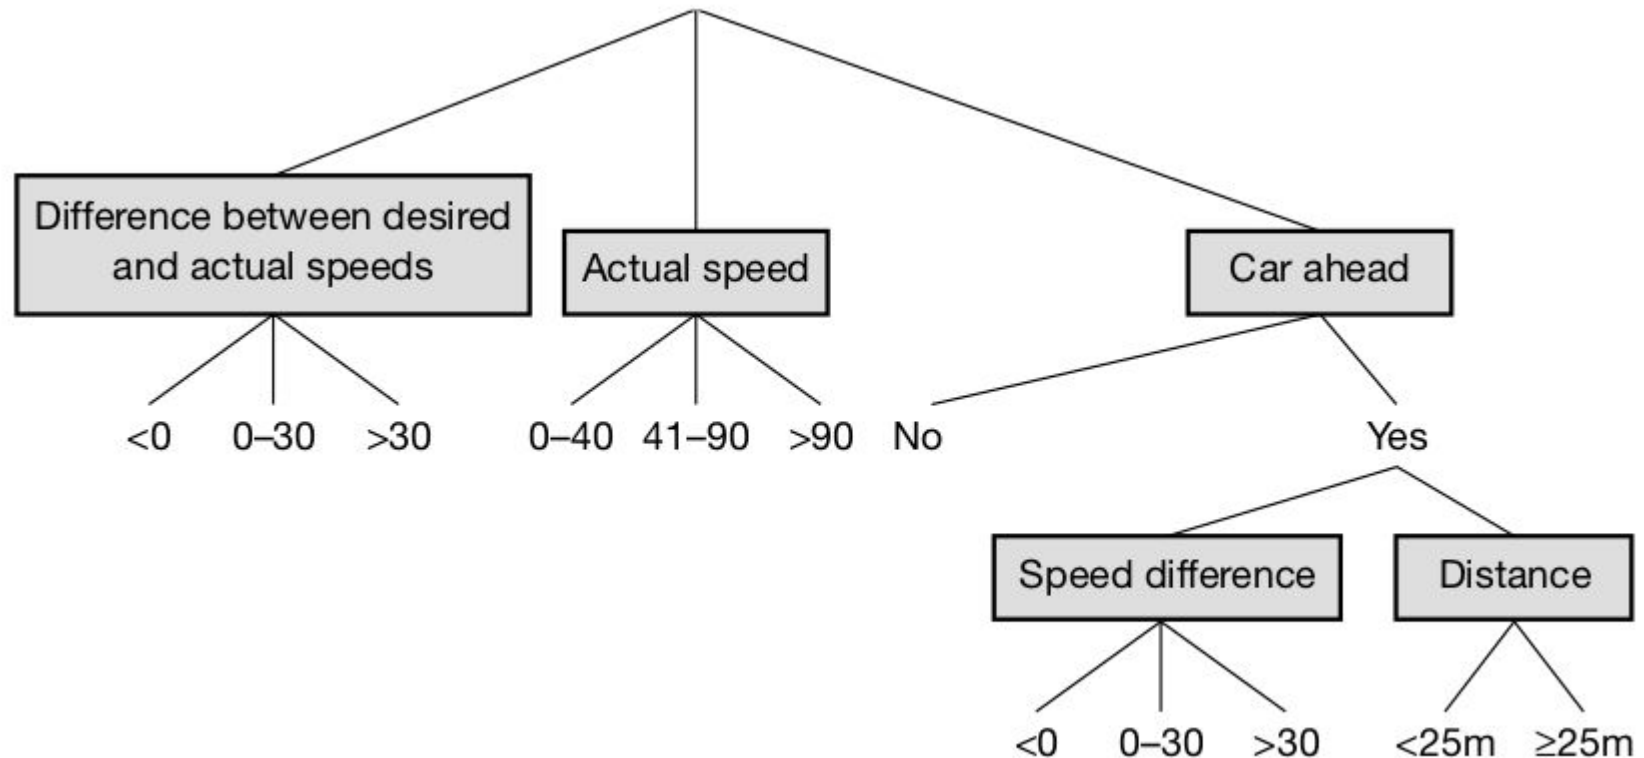 Difference between desired
and actual speeds
Actual speed
Car ahead
<0 0–30 >30 0–40 41–90 >90 No Yes
Speed difference Distance
<0 0–30 >30 <25m ≥25m